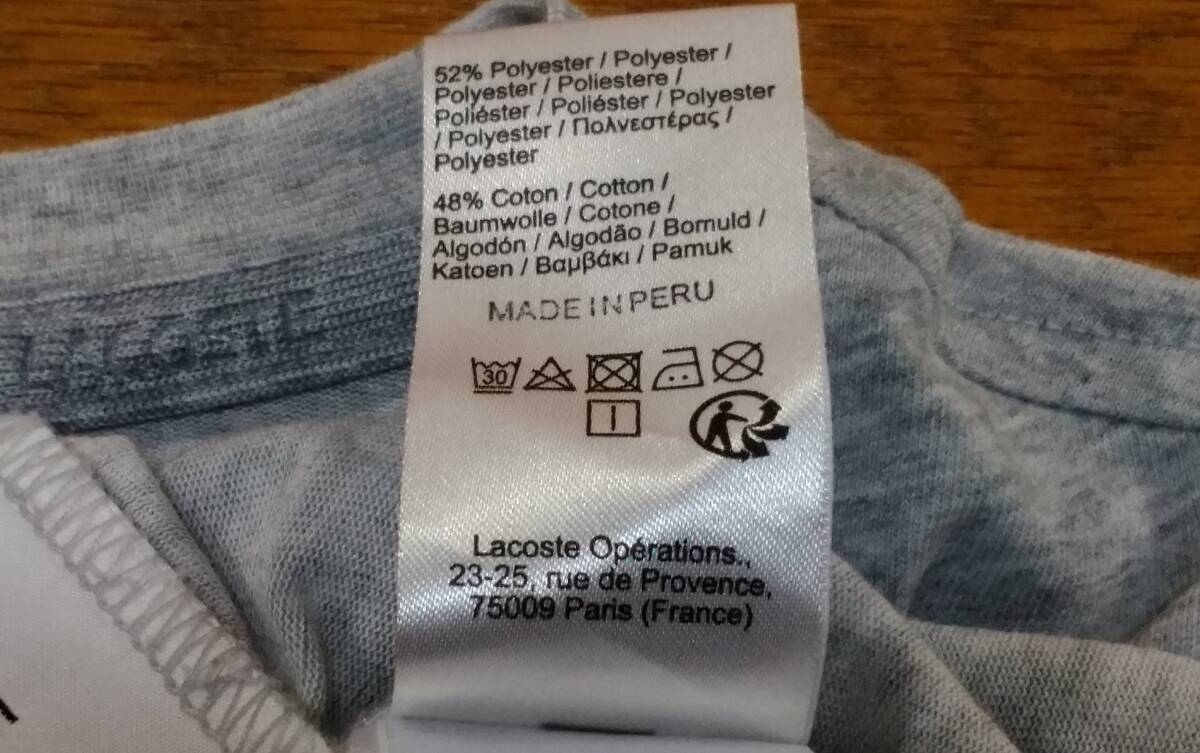 52% Polyester / Polyester /
Polyester / Poliestere /
Poliéster / Poliéster / Polyester
/ Polyester / Πολνεστέρας /
Polyester
48% Coton / Cotton /
Baumwolle / Cotone /
Algodón / Algodão / Bomuld /
Katoen / Βαμβάκι / Pamuk
MADE IN PERU
30
Lacoste Opérations.,
23-25, rue de Provence,
75009 Paris (France)